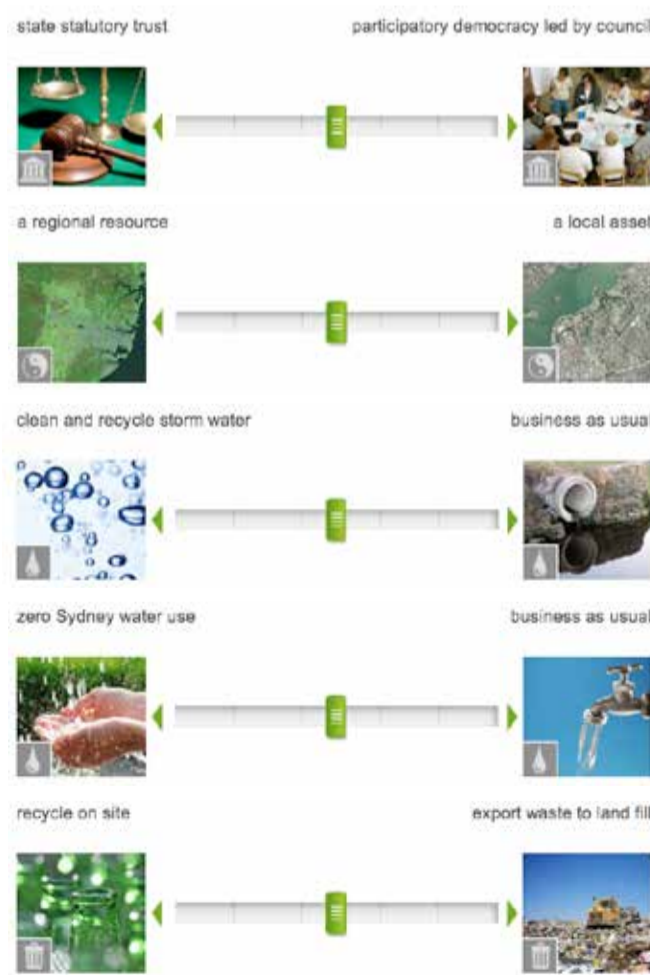 state statutory trust participatory democracy led by council
a regional resource a local asset
clean and recycle storm water business as usual
zero Sydney water use business as usual
recycle on site export waste to land fill